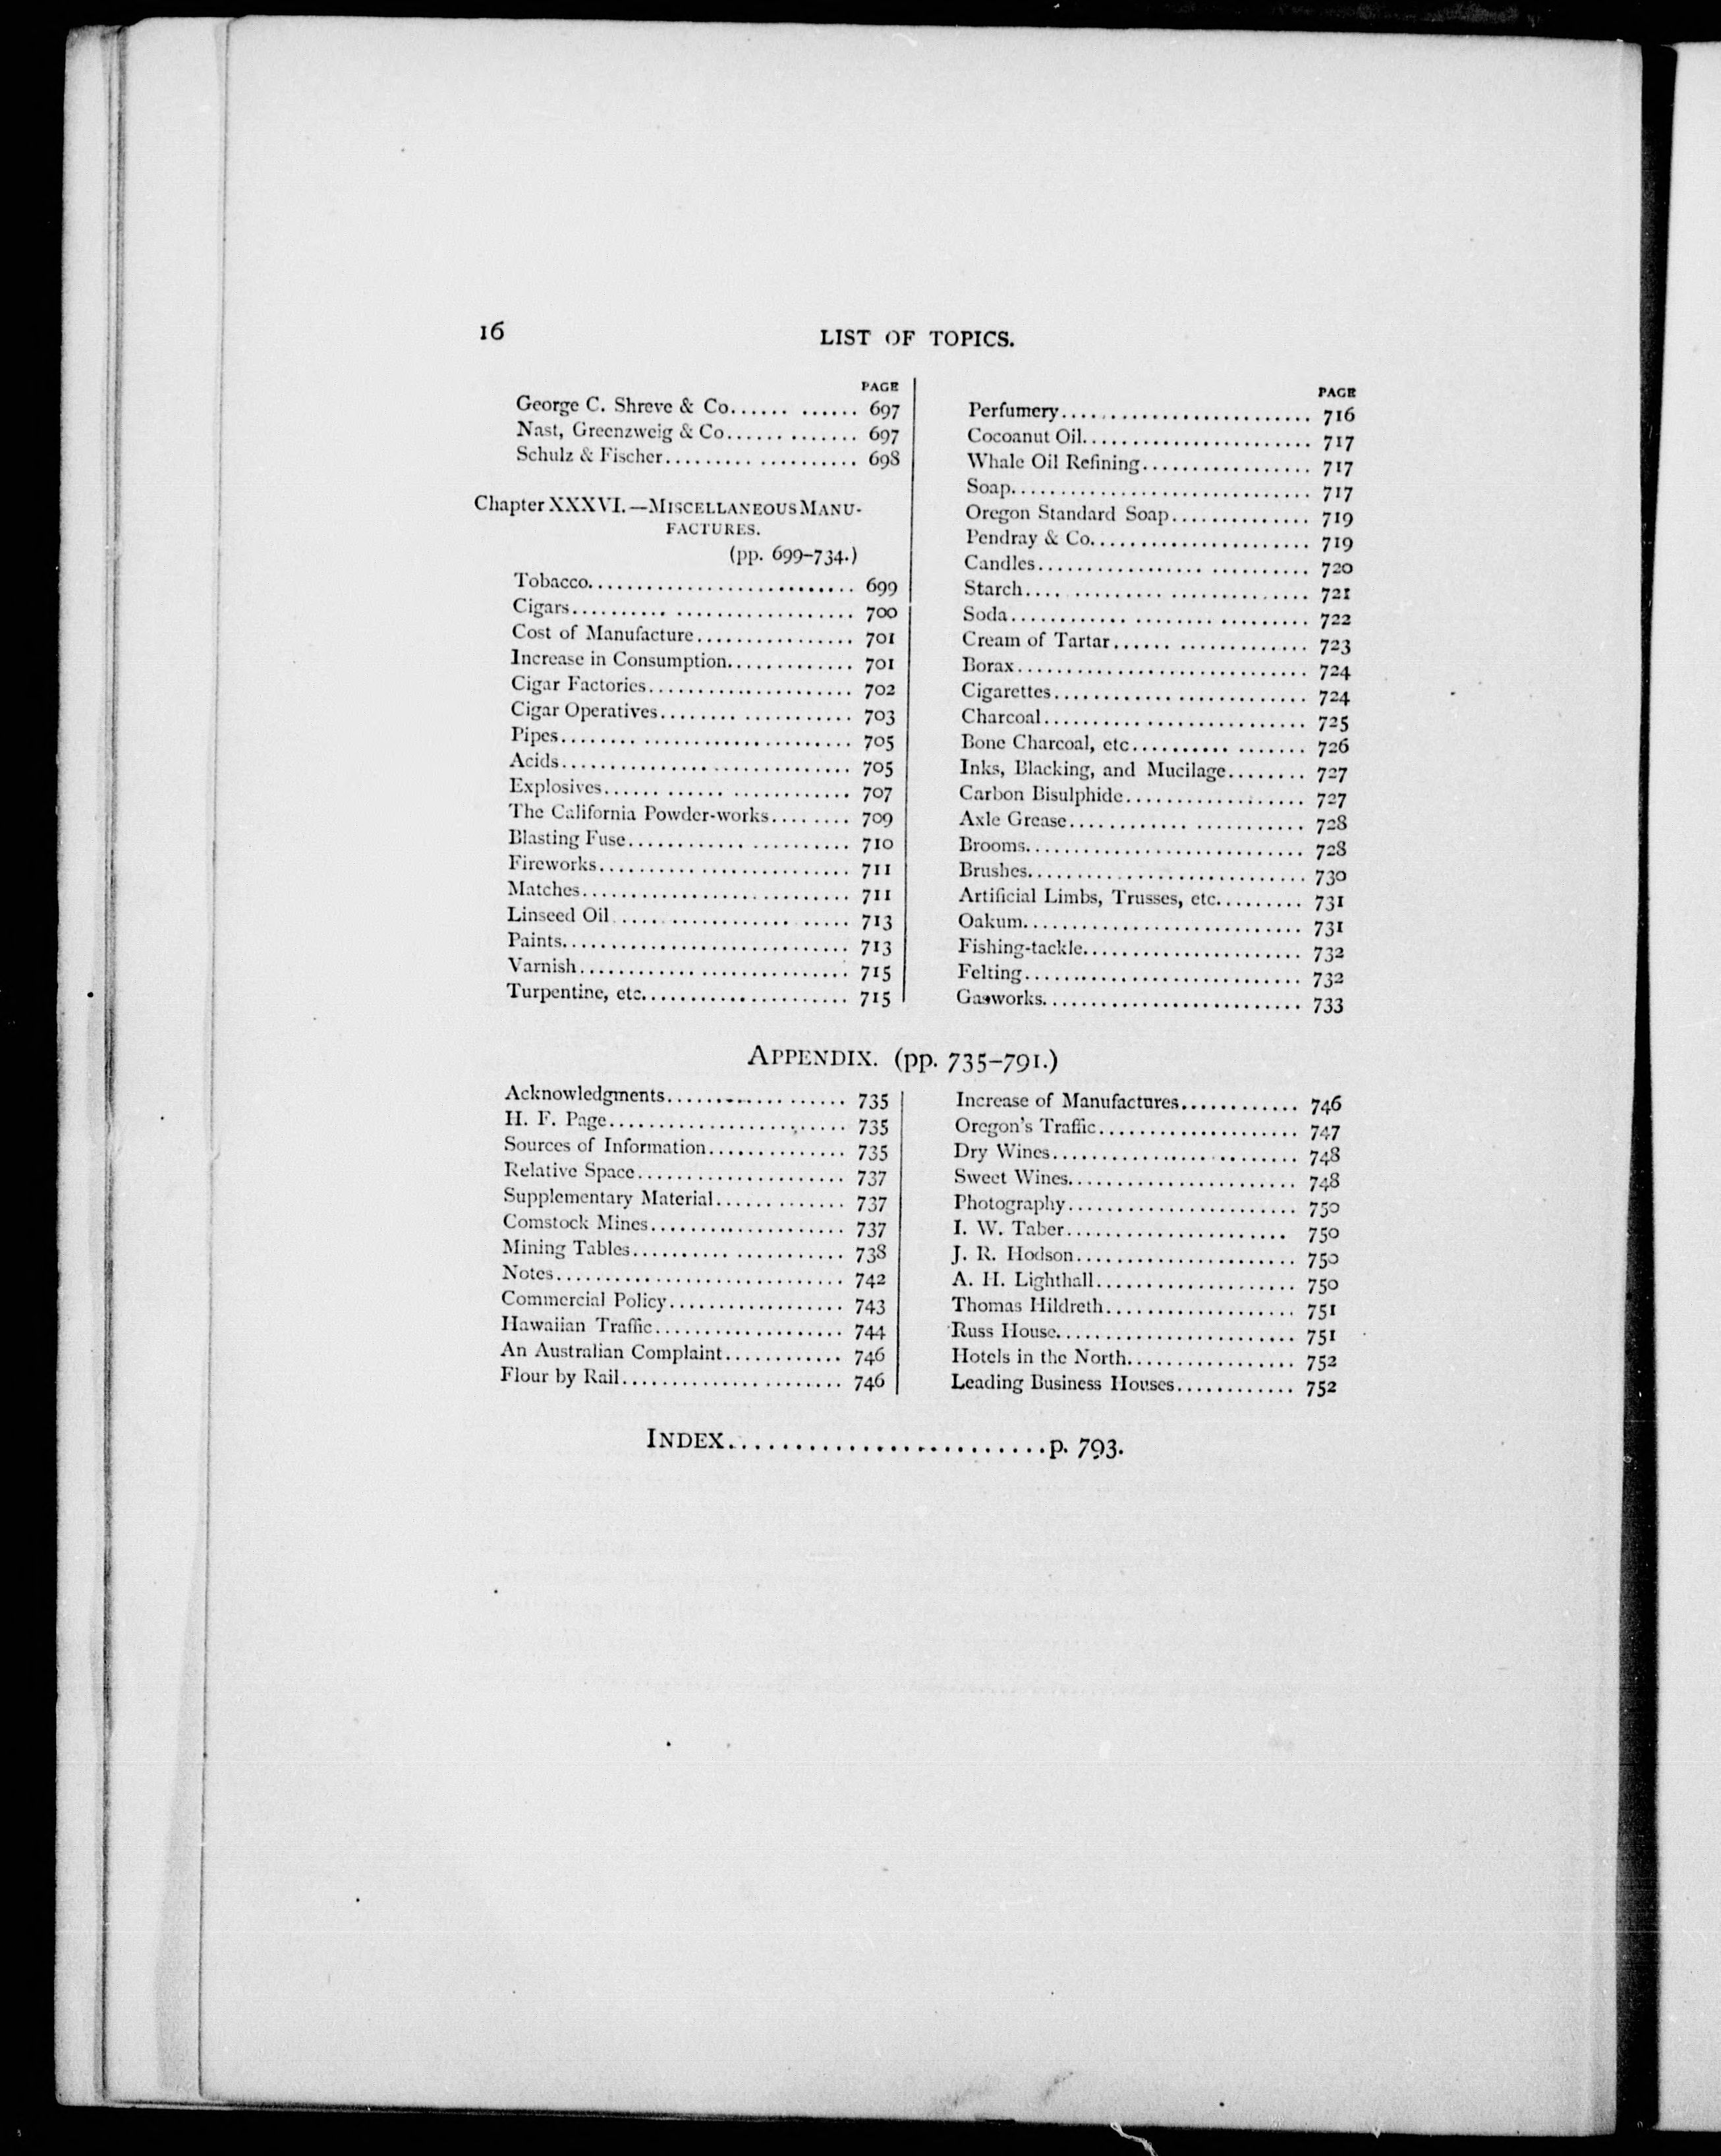 16
LIST OF TOPICS.
PAGE
George C. Shreve & Co............ 697
Nast, Greenzweig & Co............. 697
Schulz & Fischer................... 698
Chapter XXXVI.—MISCELLANEOUS MANU-
FACTURES.
(pp. 699–734.)
Tobacco........................... 699
Cigars............................ 700
Cost of Manufacture................ 701
Increase in Consumption............. 701
Cigar Factories..................... 702
Cigar Operatives................... 703
Pipes.............................. 705
Acids.............................. 705
Explosives........................ 707
The California Powder-works........ 709
Blasting Fuse...................... 710
Fireworks......................... 711
Matches........................... 711
Linseed Oil....................... 713
Paints............................. 713
Varnish........................... 715
Turpentine, etc..................... 715
PAGE
Perfumery......................... 716
Cocoanut Oil....................... 717
Whale Oil Refining................. 717
Soap.............................. 717
Oregon Standard Soap.............. 719
Pendray & Co...................... 719
Candles........................... 720
Starch............................ 721
Soda.............................. 722
Cream of Tartar................... 723
Borax............................. 724
Cigarettes.......................... 724
Charcoal........................... 725
Bone Charcoal, etc................. 726
Inks, Blacking, and Mucilage........ 727
Carbon Bisulphide.................. 727
Axle Grease....................... 728
Brooms............................ 728
Brushes............................ 730
Artificial Limbs, Trusses, etc......... 731
Oakum............................ 731
Fishing-tackle...................... 732
Felting............................ 732
Gasworks.......................... 733
APPENDIX. (pp. 735–791.)
Acknowledgments.................. 735
H. F. Page........................ 735
Sources of Information.............. 735
Relative Space..................... 737
Supplementary Material............. 737
Comstock Mines.................... 737
Mining Tables..................... 738
Notes............................. 742
Commercial Policy.................. 743
Hawaiian Traffic................... 744
An Australian Complaint............ 746
Flour by Rail...................... 746
Increase of Manufactures............ 746
Oregon's Traffic.................... 747
Dry Wines......................... 748
Sweet Wines....................... 748
Photography....................... 750
I. W. Taber...................... 750
J. R. Hodson...................... 750
A. H. Lighthall.................... 750
Thomas Hildreth................... 751
Russ House........................ 751
Hotels in the North................. 752
Leading Business Houses............ 752
INDEX.........................p. 793.